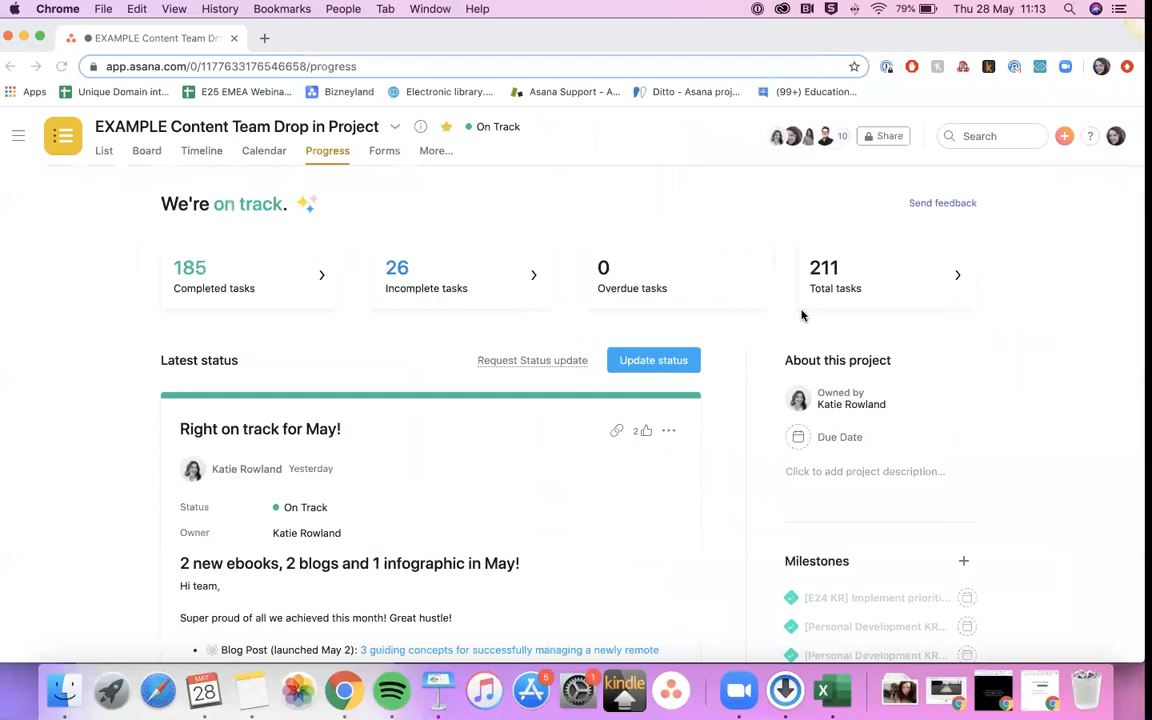 Chrome File Edit View History Bookmarks People Tab Window Help 79% Thu 28 May 11:13
EXAMPLE Content Team Dr
app.asana.com/0/1177633176546658/progress
Apps Unique Domain int... E25 EMEA Webina... Bizneyland Electronic library.... Asana Support - A... Ditto - Asana proj... (99+) Education...
EXAMPLE Content Team Drop in Project On Track
10 Share Search ?
List Board Timeline Calendar Progress Forms More...
We're on track.
Send feedback
185 26 0 211
Completed tasks Incomplete tasks Overdue tasks Total tasks
Latest status Request Status update Update status
About this project
Owned by
Katie Rowland
Right on track for May!
2
Due Date
Katie Rowland Yesterday
Click to add project description...
Status On Track
Owner Katie Rowland
2 new ebooks, 2 blogs and 1 infographic in May!
Milestones
Hi team,
[E24 KR] Implement prioriti...
Super proud of all we achieved this month! Great hustle!
[Personal Development KR...
• Blog Post (launched May 2): 3 guiding concepts for successfully managing a newly remote
[Personal Development KR...
MAY
28
5
1
kindle